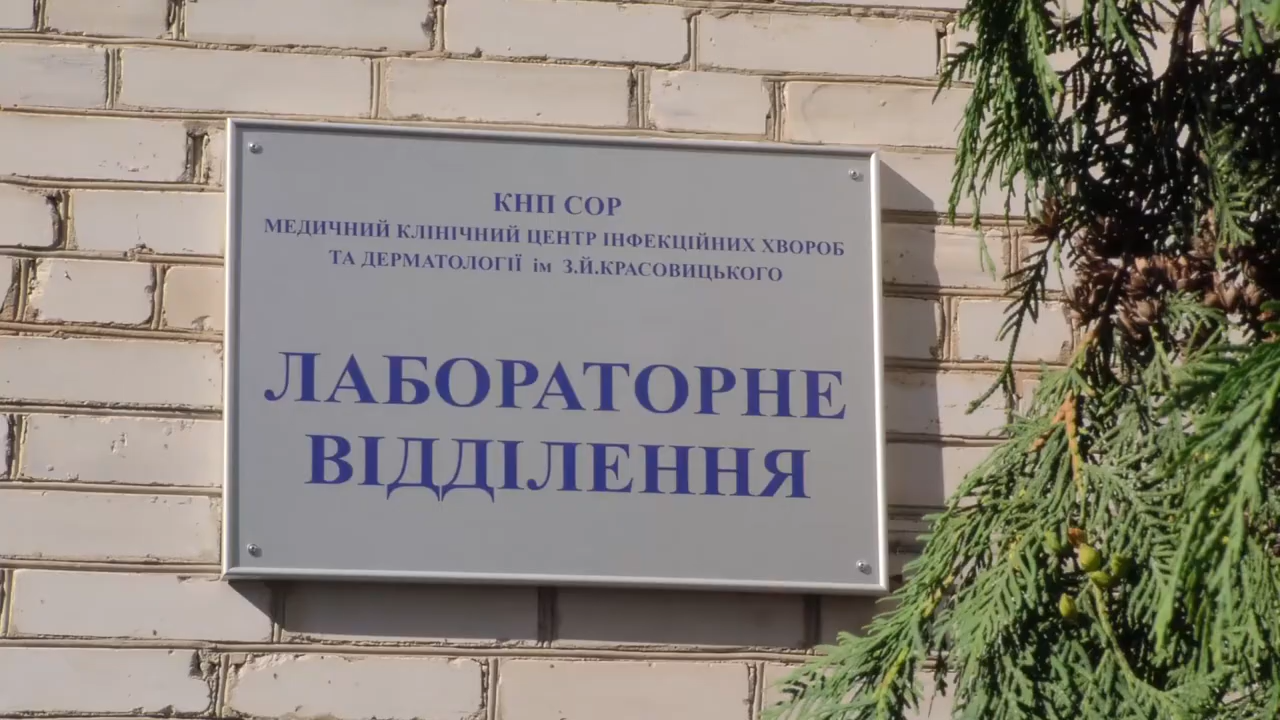 КНП СОР
МЕДИЧНИЙ КЛІНІЧНИЙ ЦЕНТР ІНФЕКЦІЙНИХ ХВОРОБ
ТА ДЕРМАТОЛОГІЇ ім З.Й.КРАСОВИЦЬКОГО
ЛАБОРАТОРНЕ
ВІДДІЛЕННЯ